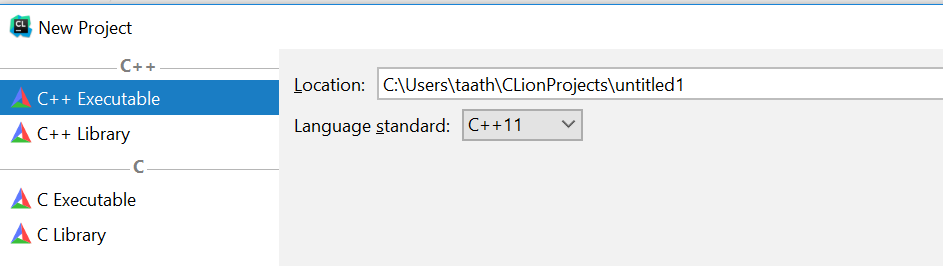 CL
New Project
C++
C++ Executable
C++ Library
C
C Executable
C Library
Location: C:\Users\taath\CLionProjects\untitled1
Language standard: C++11